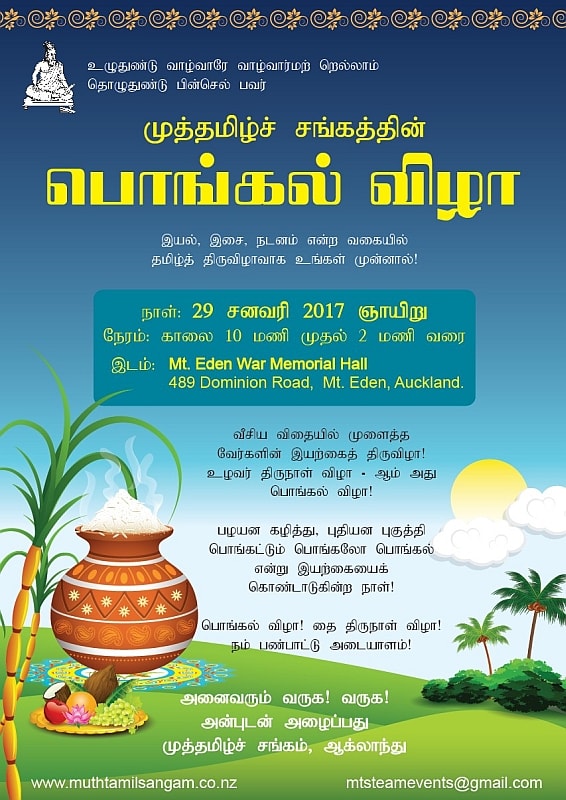 உழுதுண்டு வாழ்வாரே வாழ்வார்மற் றெல்லாம்
தொழுதுண்டு பின்செல் பவர்
முத்தமிழ்ச் சங்கத்தின்
பொங்கல் விழா
இயல், இசை, நடனம் என்ற வகையில்
தமிழ்த் திருவிழாவாக உங்கள் முன்னால்!
நாள்: 29 சனவரி 2017 ஞாயிறு
நேரம்: காலை 10 மணி முதல் 2 மணி வரை
இடம்: Mt. Eden War Memorial Hall
489 Dominion Road, Mt. Eden, Auckland.
வீசிய விதையில் முளைத்த
வேர்களின் இயற்கைத் திருவிழா!
உழவர் திருநாள் விழா - ஆம் அது
பொங்கல் விழா!
பழயன கழித்து, புதியன புகுத்தி
பொங்கட்டும் பொங்கலோ பொங்கல்
என்று இயற்கையைக்
கொண்டாடுகின்ற நாள்!
பொங்கல் விழா! தை திருநாள் விழா!
நம் பண்பாட்டு அடையாளம்!
அனைவரும் வருக! வருக!
அன்புடன் அழைப்பது
முத்தமிழ்ச் சங்கம், ஆக்லாந்து
www.muthtamilsangam.co.nz
mtsteamevents@gmail.com